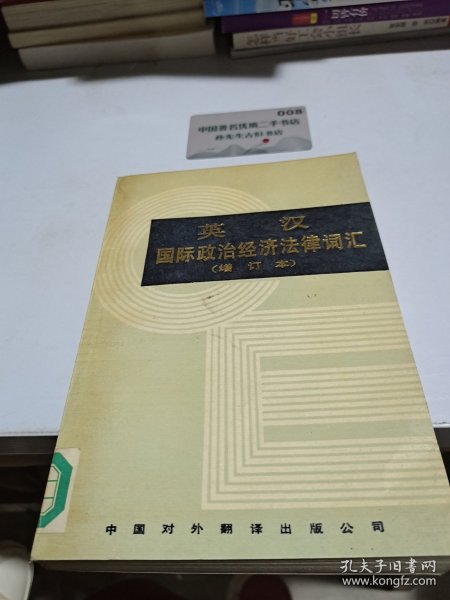 008
中国著名优质二手书店
孙先生古旧书店
英 汉
国际政治经济法律词汇
(增订本)
中国对外翻译出版公司
孔夫子旧书网
www.kongfz.com